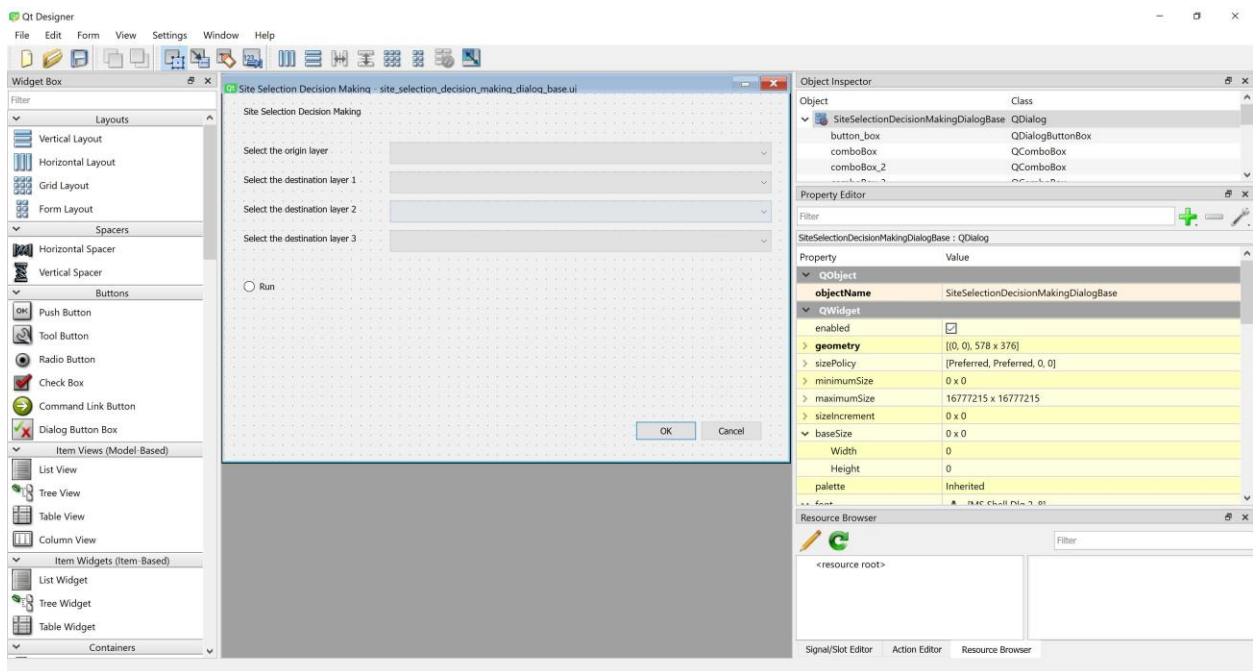 Qt Designer
File Edit Form View Settings Window Help
Widget Box
Filter
Layouts
Vertical Layout
Horizontal Layout
Grid Layout
Form Layout
Spacers
Horizontal Spacer
Vertical Spacer
Buttons
OK Push Button
Tool Button
Radio Button
Check Box
Command Link Button
Dialog Button Box
Item Views (Model-Based)
List View
Tree View
Table View
Column View
Item Widgets (Item-Based)
List Widget
Tree Widget
Table Widget
Containers
Site Selection Decision Making - site_selection_decision_making_dialog_base.ui
Site Selection Decision Making
Select the origin layer
Select the destination layer 1
Select the destination layer 2
Select the destination layer 3
Run
OK Cancel
Object Inspector
Object Class
SiteSelectionDecisionMakingDialogBase QDialog
button_box QDialogButtonBox
comboBox QComboBox
comboBox_2 QComboBox
Property Editor
Filter
SiteSelectionDecisionMakingDialogBase : QDialog
Property Value
QObject
objectName SiteSelectionDecisionMakingDialogBase
QWidget
enabled
geometry [(0, 0), 578 x 376]
sizePolicy [Preferred, Preferred, 0, 0]
minimumSize 0 x 0
maximumSize 16777215 x 16777215
sizeIncrement 0 x 0
baseSize 0 x 0
Width 0
Height 0
palette Inherited
Resource Browser
Filter
<resource root>
Signal/Slot Editor Action Editor Resource Browser